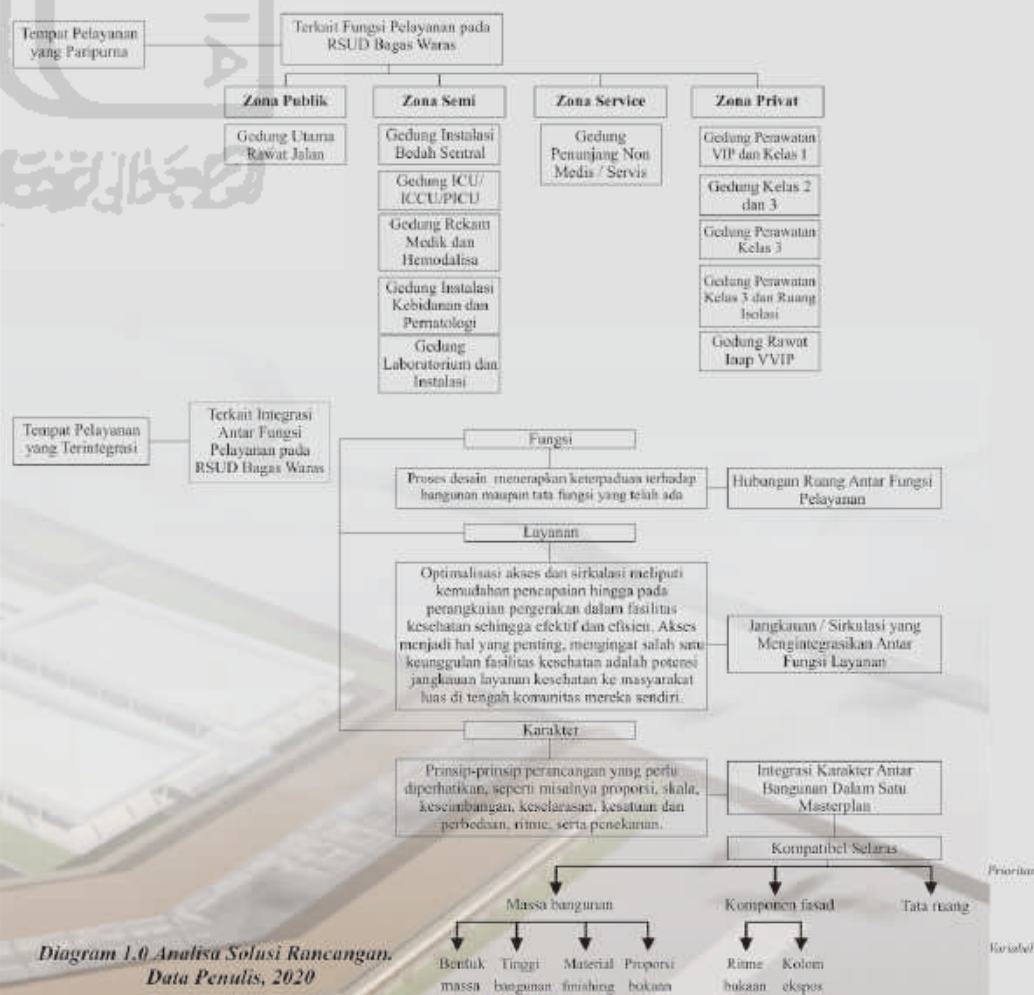 Tempat Pelayanan
yang Paripurna
Terkait Fungsi Pelayanan pada
RSUD Bagas Waras
Zona Publik
Gedung Utama
Rawat Jalan
Zona Semi
Gedung Instalasi
Bedah Sentral
Gedung ICU/
ICCU/PICU
Gedung Rekam
Medik dan
Hemodalisa
Gedung Instalasi
Kebidanan dan
Pernatologi
Gedung
Laboratorium dan
Instalasi
Zona Service
Gedung
Penunjang Non
Medis / Servis
Zona Privat
Gedung Perawatan
VIP dan Kelas 1
Gedung Kelas 2
dan 3
Gedung Perawatan
Kelas 3
Gedung Perawatan
Kelas 3 dan Ruang
Isolasi
Gedung Rawat
Inap VVIP
Tempat Pelayanan
yang Terintegrasi
Terkait Integrasi
Antar Fungsi
Pelayanan pada
RSUD Bagas Waras
Fungsi
Proses desain menerapkan keterpaduan terhadap
bangunan maupun tata fungsi yang telah ada
Hubungan Ruang Antar Fungsi
Pelayanan
Layanan
Optimalisasi akses dan sirkulasi meliputi
kemudahan pencapaian hingga pada
perangkaian pergerakan dalam fasilitas
kesehatan sehingga efektif dan efisien. Akses
menjadi hal yang penting, mengingat salah satu
keunggulan fasilitas kesehatan adalah potensi
jangkauan layanan kesehatan ke masyarakat
luas di tengah komunitas mereka sendiri.
Jangkauan / Sirkulasi yang
Mengintegrasikan Antar
Fungsi Layanan
Karakter
Prinsip-prinsip perancangan yang perlu
diperhatikan, seperti misalnya proporsi, skala,
keseimbangan, keselarasan, kesatuan dan
perbedaan, ritme, serta penekanan.
Integrasi Karakter Antar
Bangunan Dalam Satu
Masterplan
Kompatibel Selaras
Prioritas
Massa bangunan
Komponen fasad
Tata ruang
Variabel
Bentuk
massa
Tinggi
bangunan
Material
finishing
Proporsi
bukaan
Ritme
bukaan
Kolom
ekspos
Diagram 1.0 Analisa Solusi Rancangan.
Data Penulis, 2020